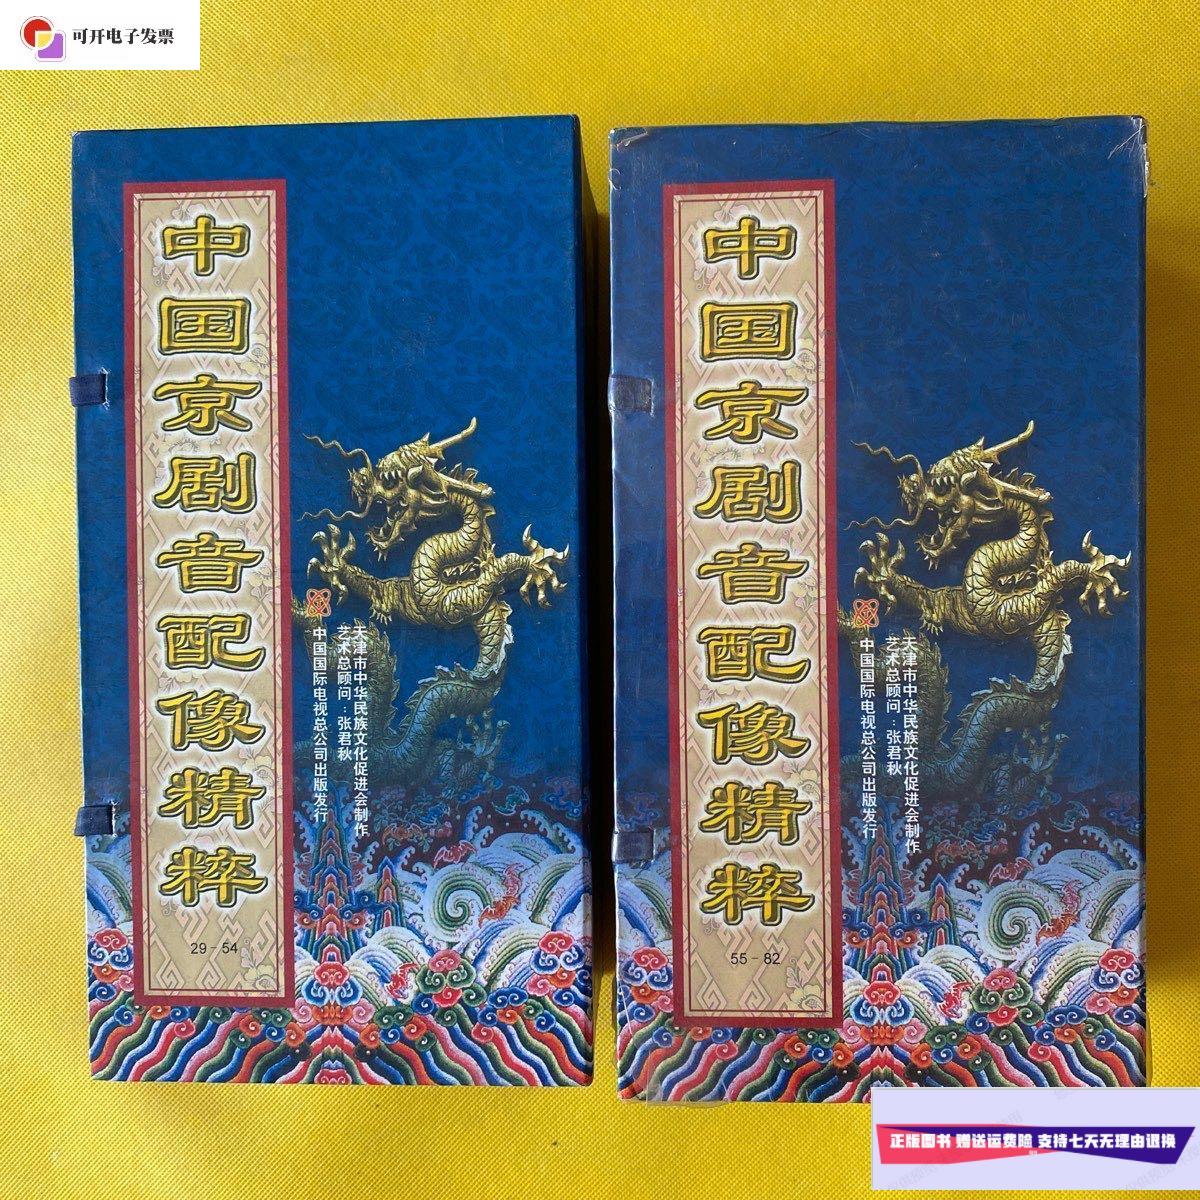 可开电子发票
中国京剧音配像精粹
29-54
天津市中华民族文化促进会制作
艺术总顾问:张君秋
中国国际电视总公司出版发行
中国京剧音配像精粹
55-82
天津市中华民族文化促进会制作
艺术总顾问:张君秋
中国国际电视总公司出版发行
正版图书 赠送运费险 支持七天无理由退换